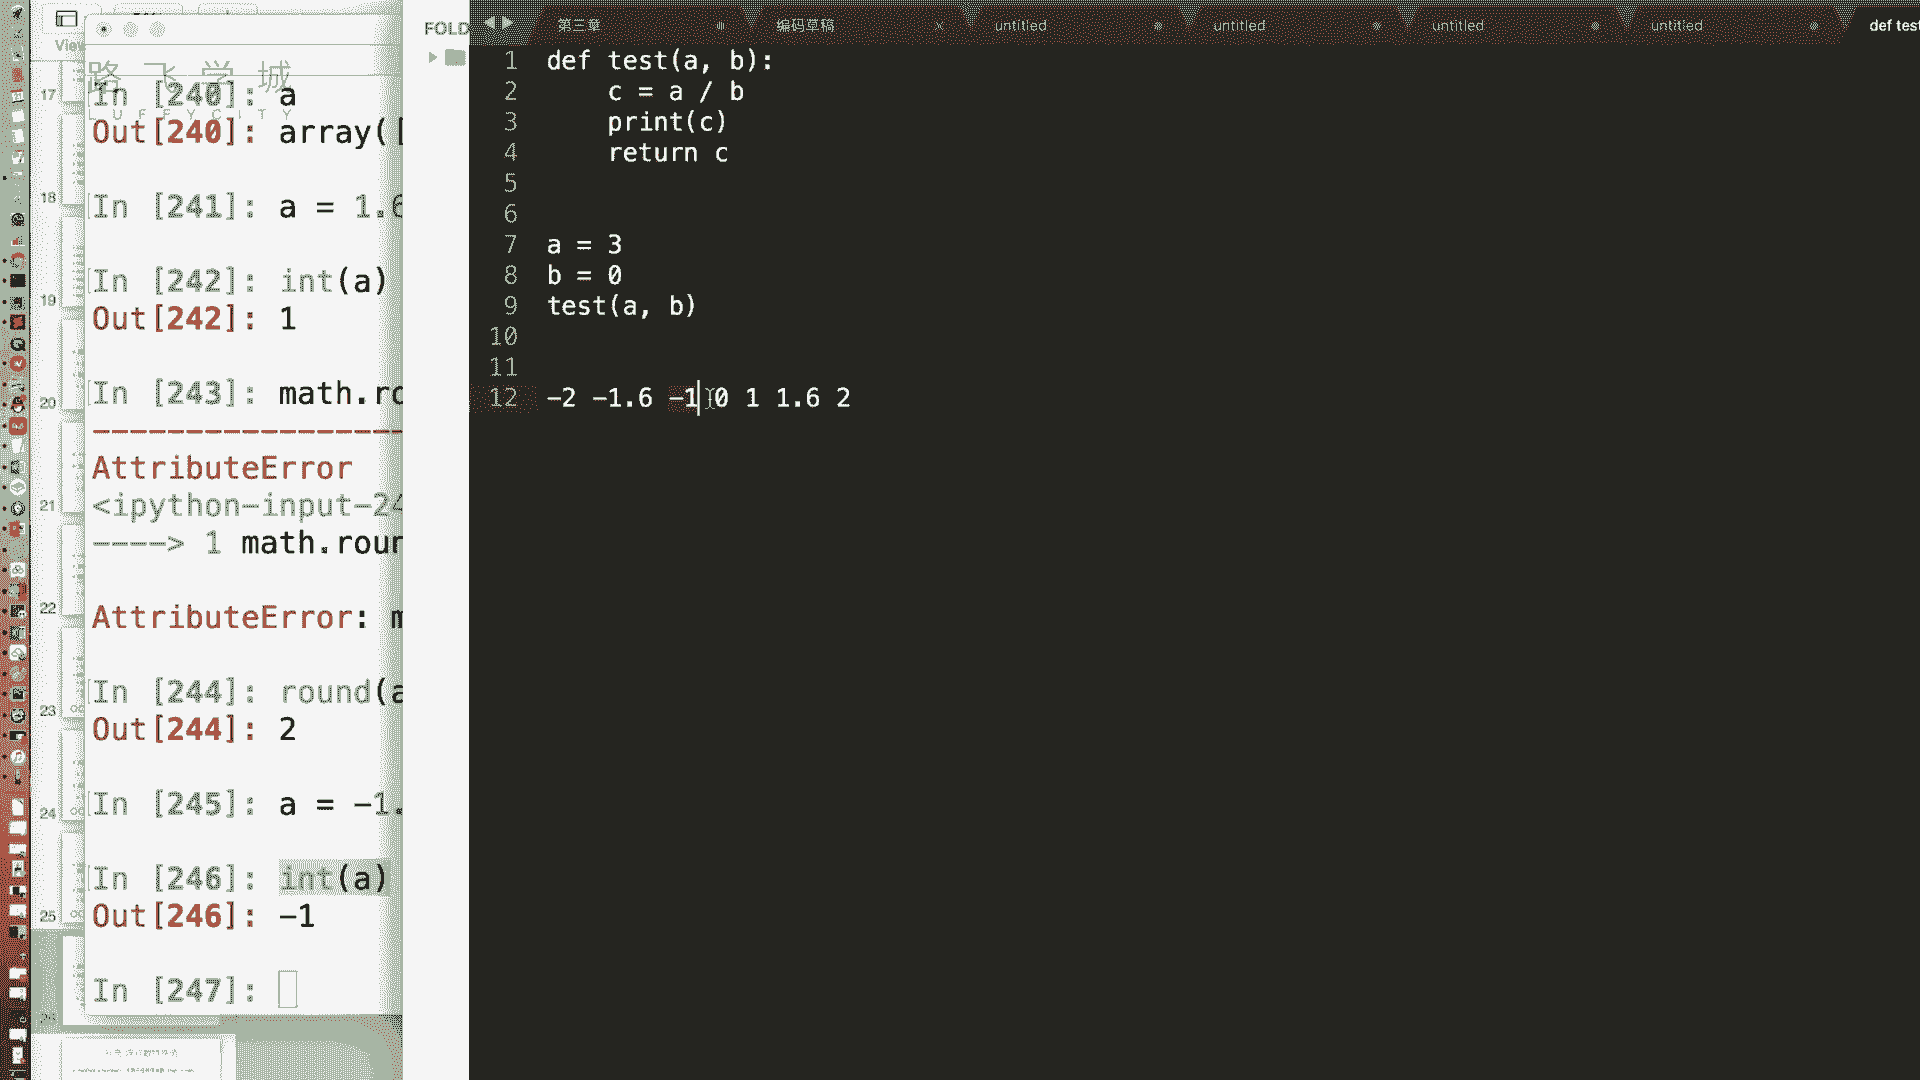 View
路飞学城
LUFFYCITY
17
18
19
20
21
22
23
24
25
In [240]: a
Out[240]: array([
In [241]: a = 1.6
In [242]: int(a)
Out[242]: 1
In [243]: math.ro
AttributeError
<ipython-input-24
----> 1 math.roun
AttributeError: m
In [244]: round(a
Out[244]: 2
In [245]: a = -1.
In [246]: int(a)
Out[246]: -1
In [247]:
FOLD
第三章
编码草稿
untitled
untitled
untitled
untitled
def test
1 def test(a, b):
2 c = a / b
3 print(c)
4 return c
5
6
7 a = 3
8 b = 0
9 test(a, b)
10
11
12 -2 -1.6 -1 0 1 1.6 2